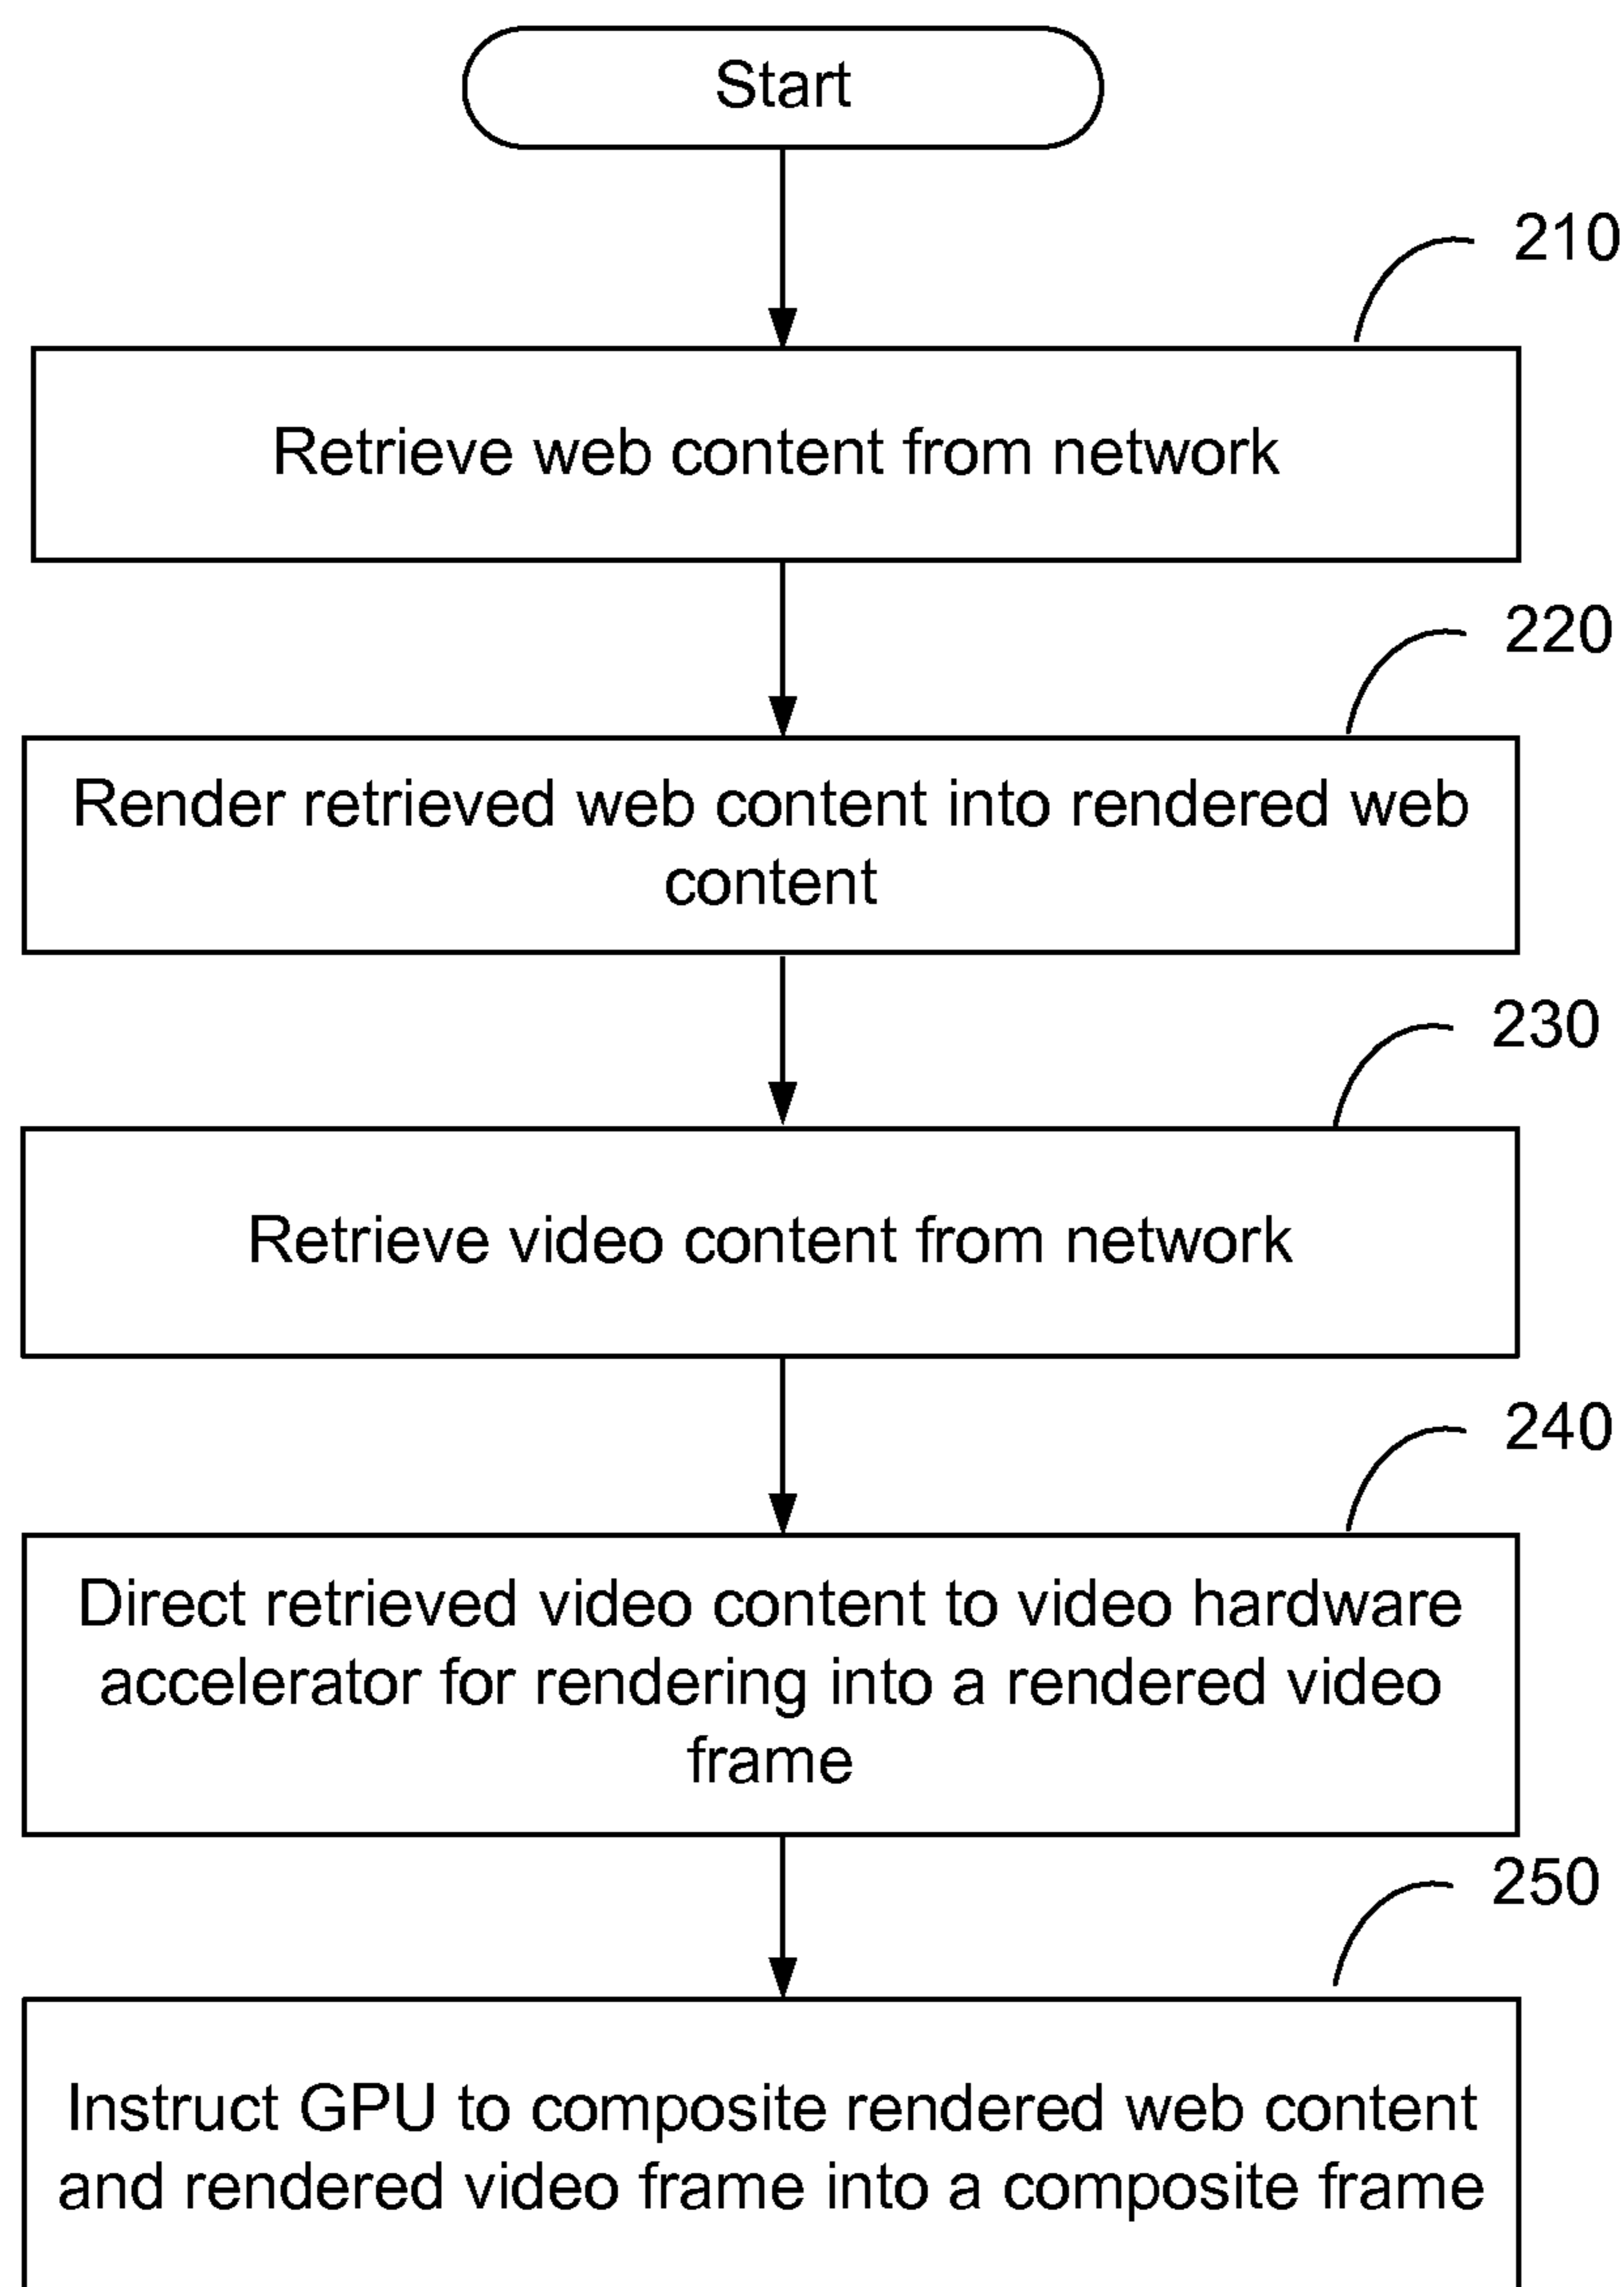 Start
210
Retrieve web content from network
220
Render retrieved web content into rendered web
content
230
Retrieve video content from network
240
Direct retrieved video content to video hardware
accelerator for rendering into a rendered video
frame
250
Instruct GPU to composite rendered web content
and rendered video frame into a composite frame